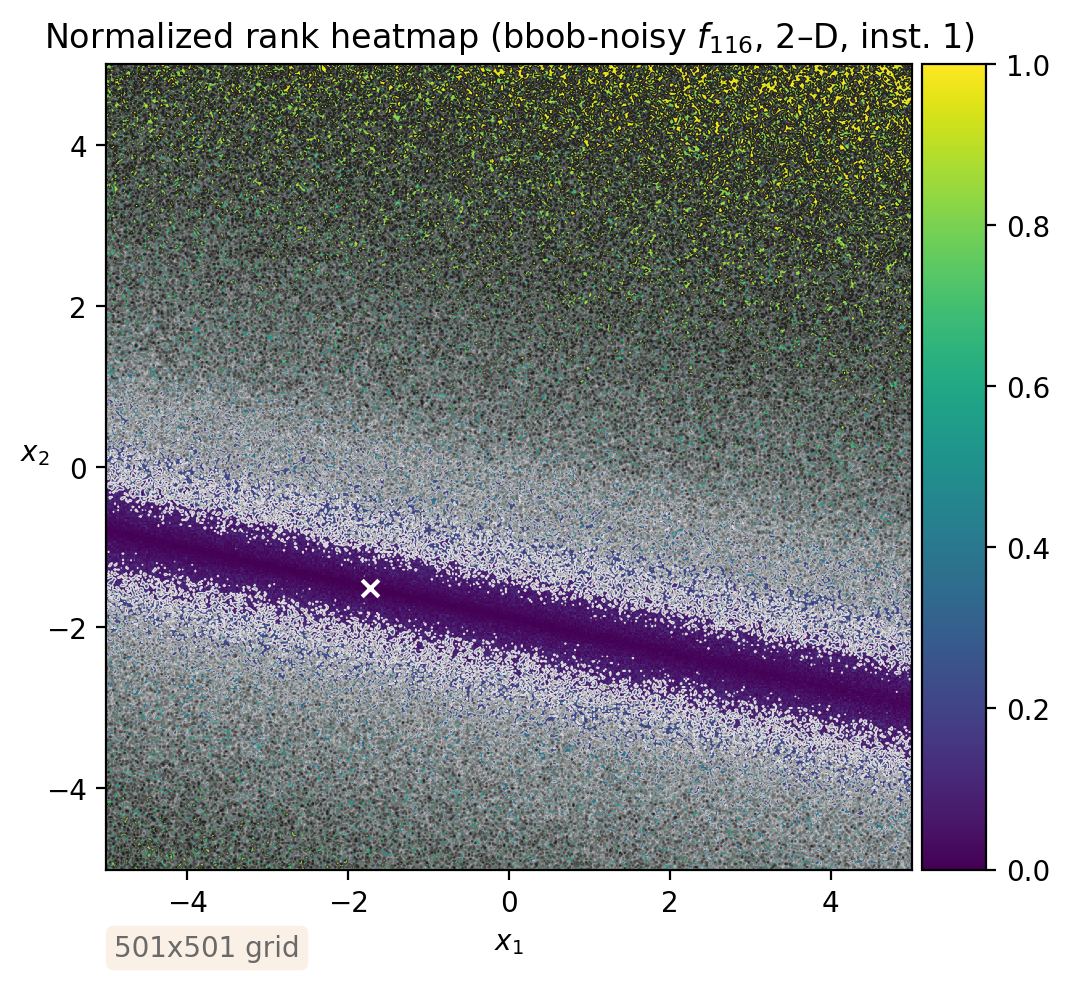 Normalized rank heatmap (bbob-noisy f116, 2–D, inst. 1)
1.0
0.8
0.6
0.4
0.2
0.0
4
2
0
−2
−4
x2
−4 −2 0 2 4
x1
501x501 grid